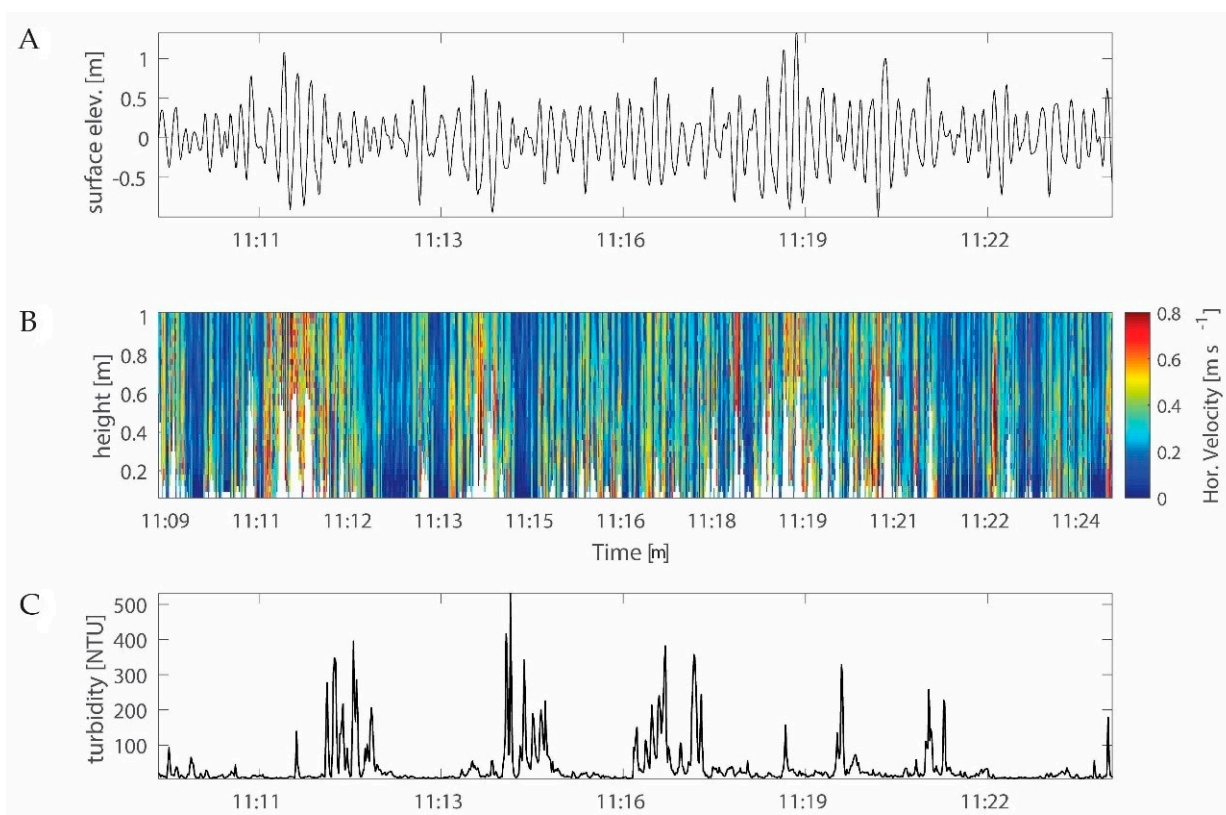 A
surface elev. [m]
1
0.5
0
-0.5
11:11 11:13 11:16 11:19 11:22
B
height [m]
1
0.8
0.6
0.4
0.2
11:09 11:11 11:12 11:13 11:15 11:16 11:18 11:19 11:21 11:22 11:24
Time [m]
0.8
0.6
0.4
0.2
0
Hor. Velocity [m s -1]
C
turbidity [NTU]
500
400
300
200
100
11:11 11:13 11:16 11:19 11:22